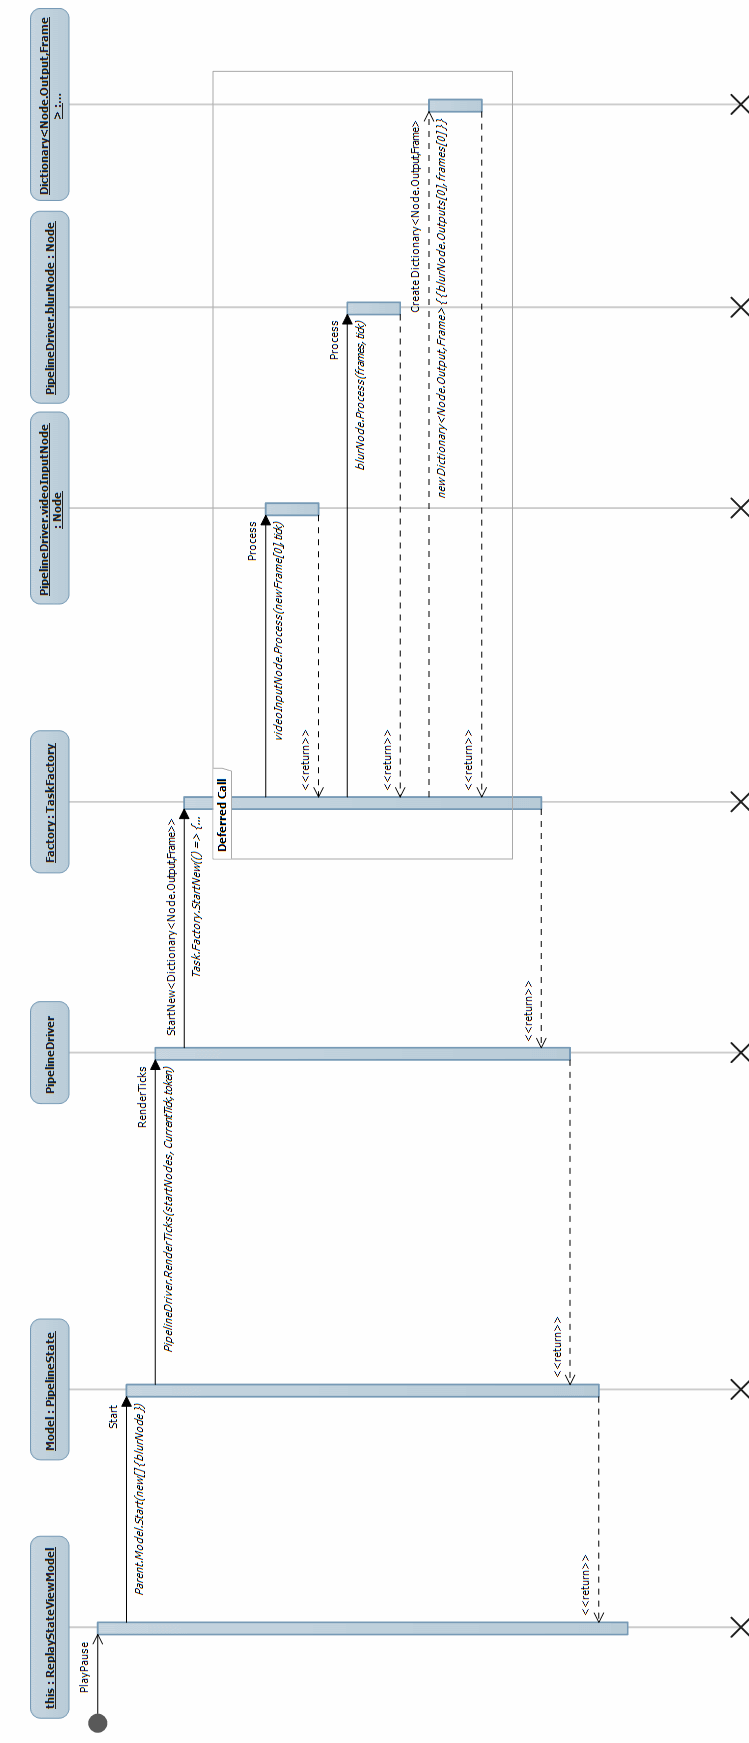 this : ReplayStateViewModel
Model : PipelineState
PipelineDriver
Factory : TaskFactory
PipelineDriver.videoInputNode
: Node
PipelineDriver.blurNode : Node
Dictionary<Node.Output,Frame
> :...
PlayPause
Start
Parent.Model.Start(new[] { blurNode })
RenderTicks
PipelineDriver.RenderTicks(startNodes, CurrentTick, token)
StartNew<Dictionary<Node.Output,Frame>>
Task.Factory.StartNew(() => {...
Deferred Call
Process
videoInputNode.Process(newFrame[0], tick)
<<return>>
Process
blurNode.Process(frames, tick)
<<return>>
Create Dictionary<Node.Output,Frame>
new Dictionary<Node.Output, Frame> { { blurNode.Outputs[0], frames[0] } }
<<return>>
<<return>>
<<return>>
<<return>>